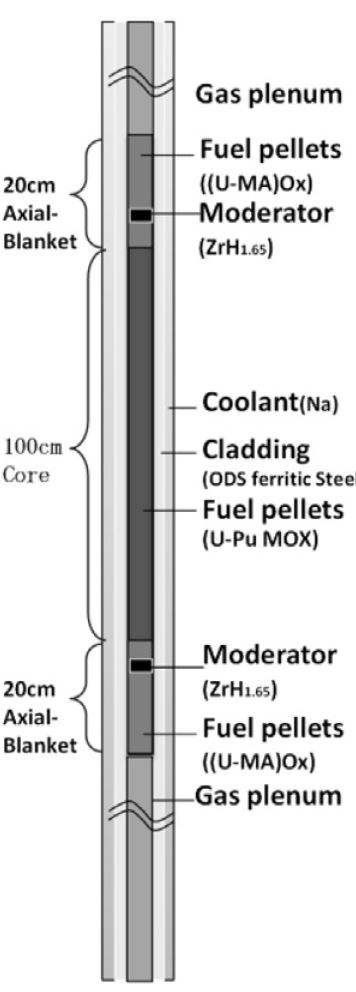 Gas plenum
Fuel pellets
((U-MA)Ox)
20cm
Axial-
Blanket
Moderator
(ZrH1.65)
Coolant(Na)
100cm
Core
Cladding
(ODS ferritic Steel
Fuel pellets
(U-Pu MOX)
Moderator
(ZrH1.65)
20cm
Axial-
Blanket
Fuel pellets
((U-MA)Ox)
Gas plenum